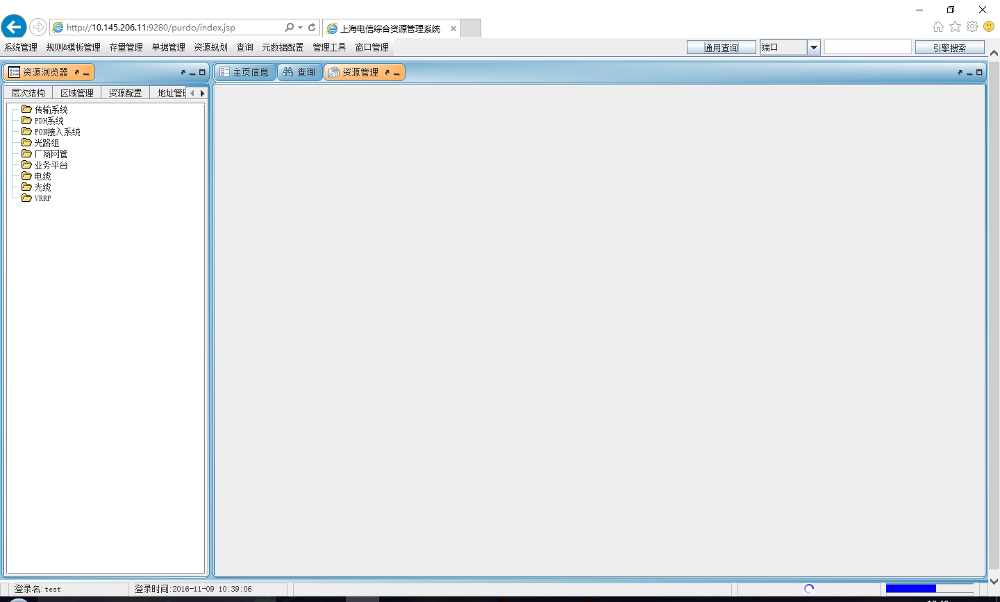 http://10.145.206.11:9280/purdo/index.jsp
上海电信综合资源管理系统
系统管理 规则&模板管理 存量管理 单据管理 资源规划 查询 元数据配置 管理工具 窗口管理
通用查询 端口 引擎搜索
资源浏览器
主页信息 查询 资源管理
层次结构 区域管理 资源配置 地址管
传输系统
PDH系统
PON接入系统
光路组
厂商网管
业务平台
电缆
光缆
VRRP
登录名:test 登录时间:2016-11-09 10:39:06